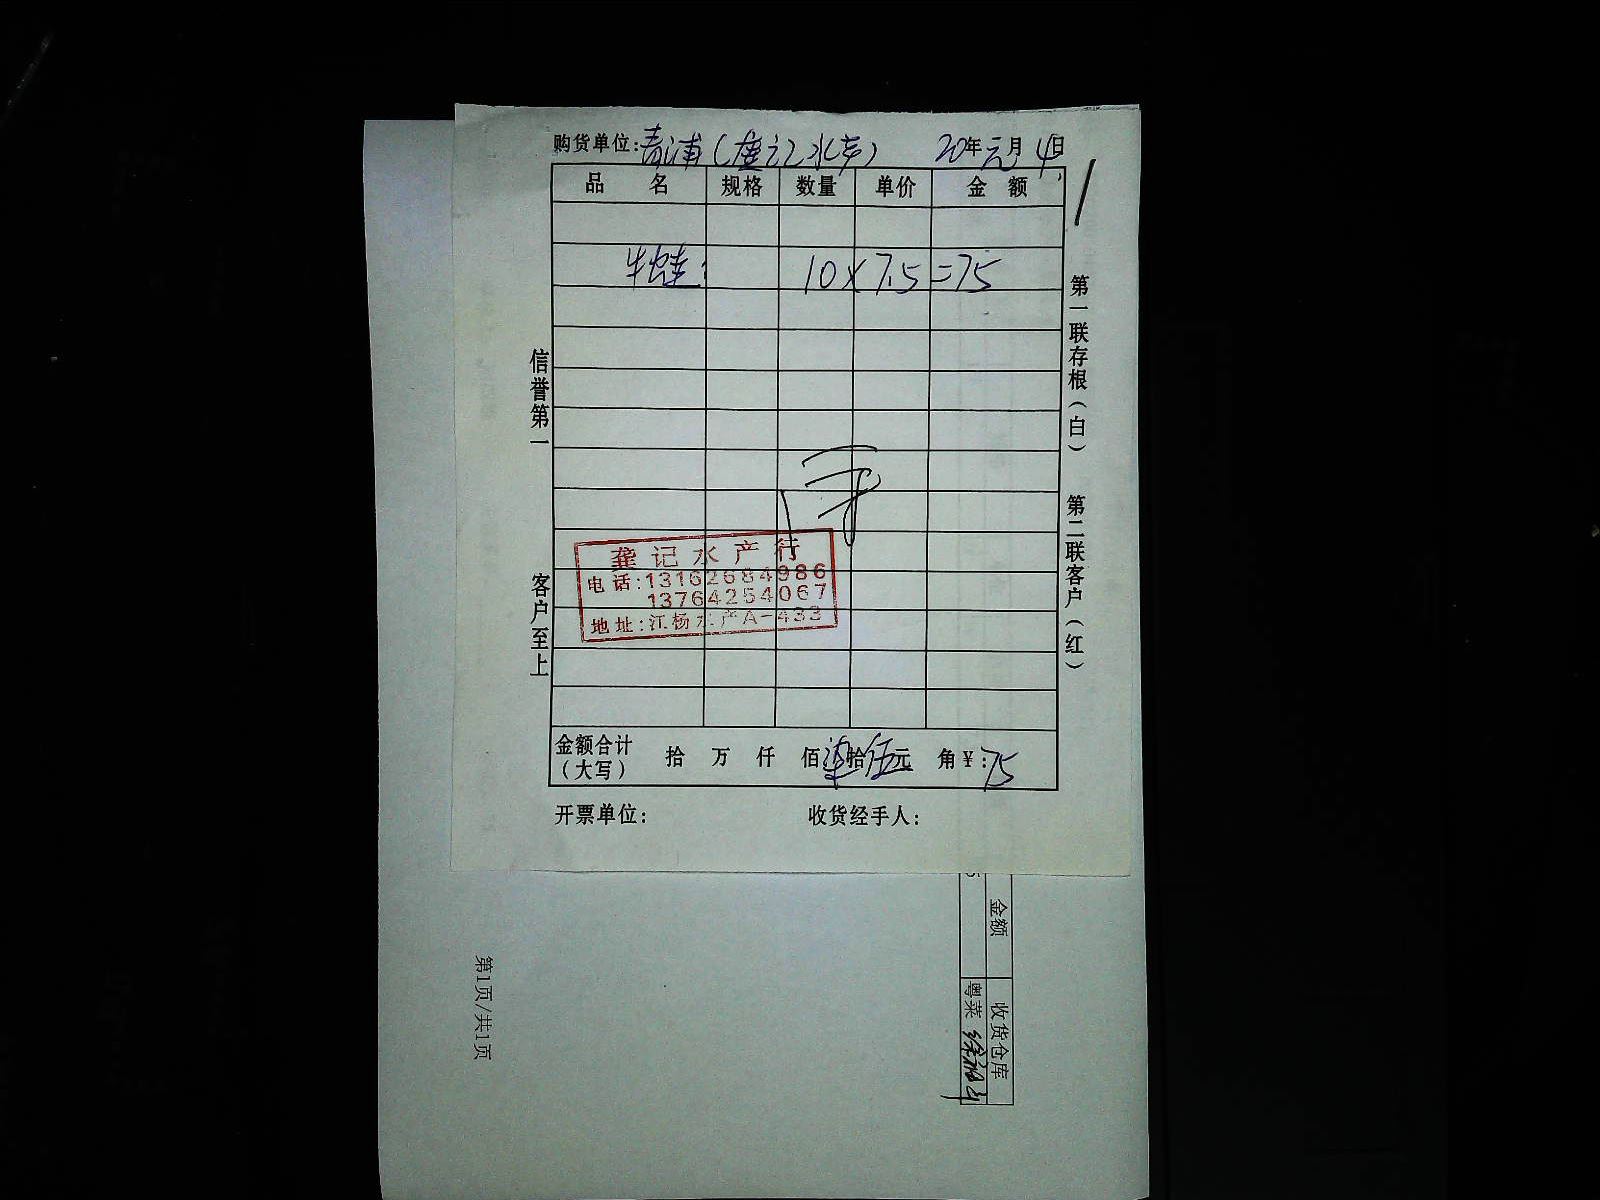 购货单位:青浦( 记水产) 20年元月4日
品 名 规格 数量 单价 金 额
牛蛙: 10×7.5=75
信誉第一
客户至上
第一联存根(白)
第二联客户(红)
龚记水产行
电话:13162684986
13764254067
地址:江杨水产A-433
金额合计(大写) 拾 万 仟 佰 柒拾伍元 角¥:75
开票单位: 收货经手人:
5
金额 收货仓库
粤菜
第1页/共1页